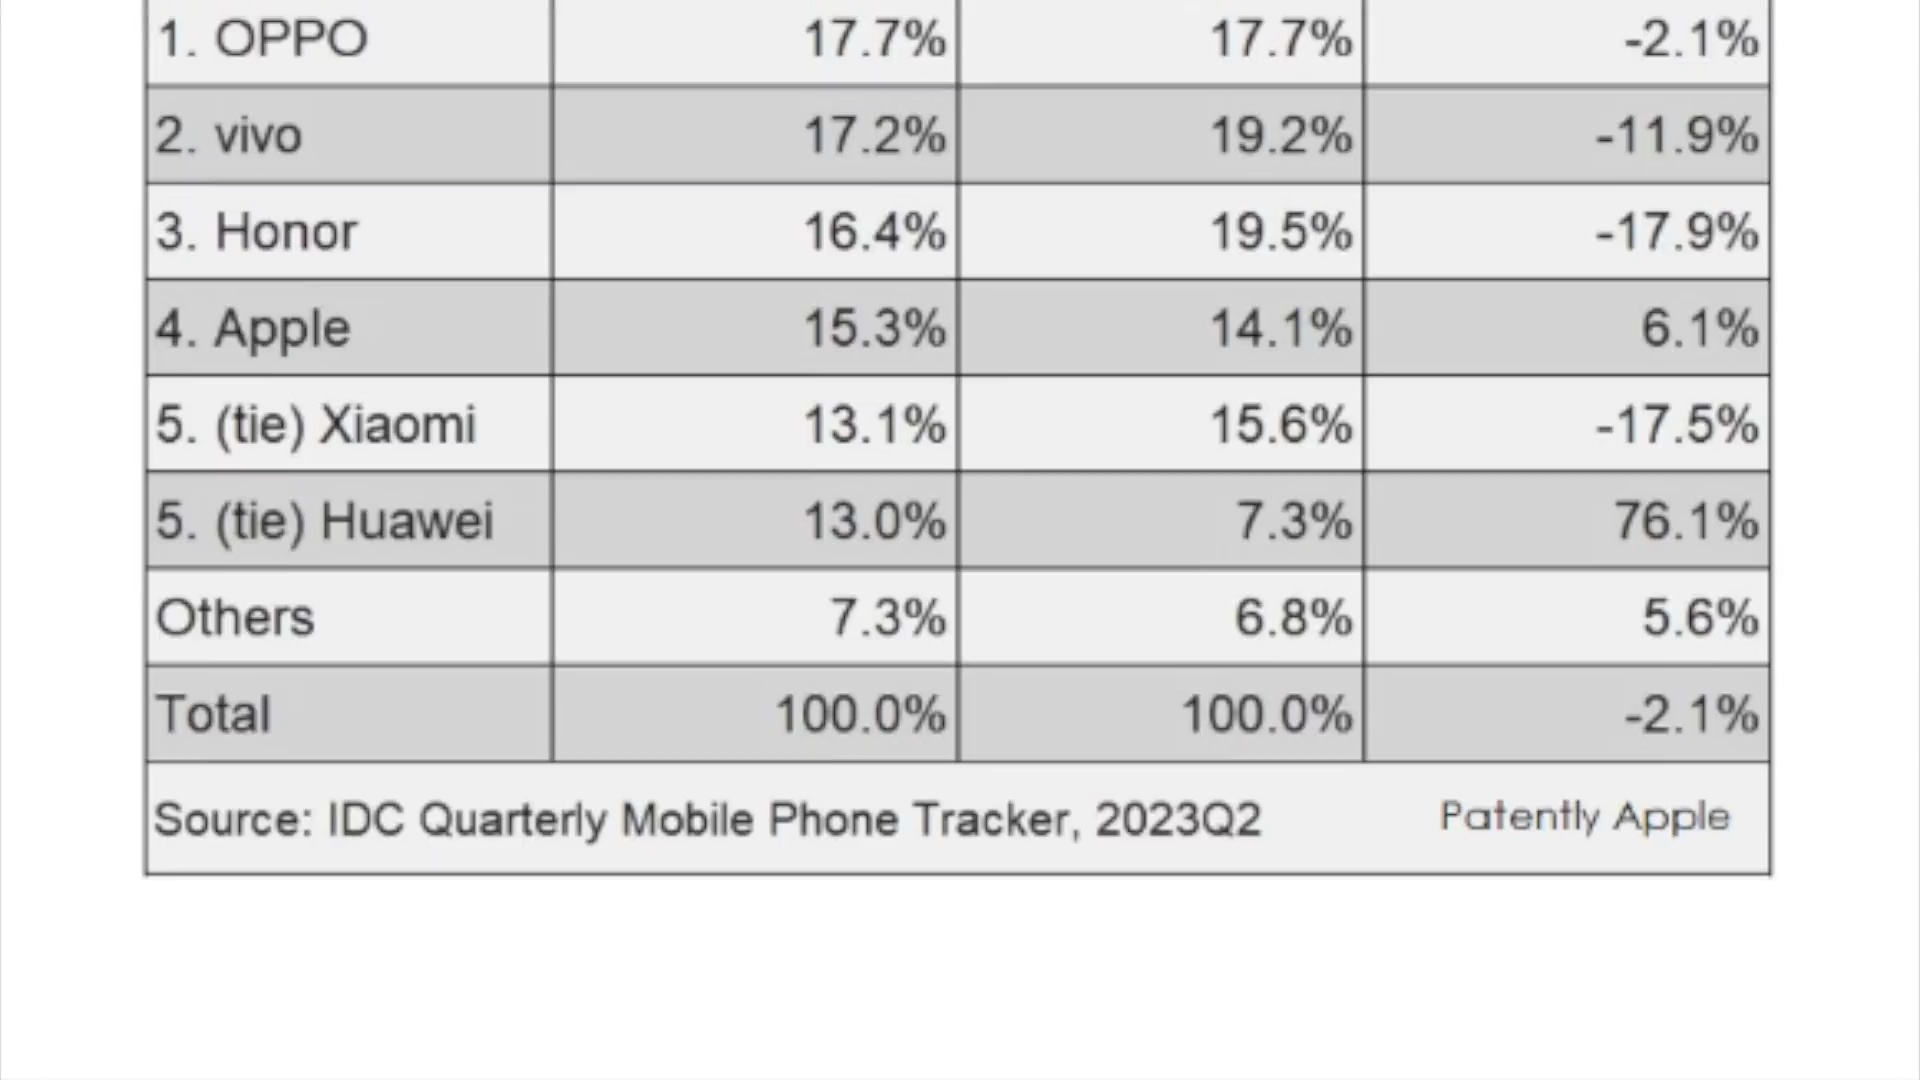 1. OPPO 17.7% 17.7% -2.1%
2. vivo 17.2% 19.2% -11.9%
3. Honor 16.4% 19.5% -17.9%
4. Apple 15.3% 14.1% 6.1%
5. (tie) Xiaomi 13.1% 15.6% -17.5%
5. (tie) Huawei 13.0% 7.3% 76.1%
Others 7.3% 6.8% 5.6%
Total 100.0% 100.0% -2.1%
Source: IDC Quarterly Mobile Phone Tracker, 2023Q2 Patently Apple